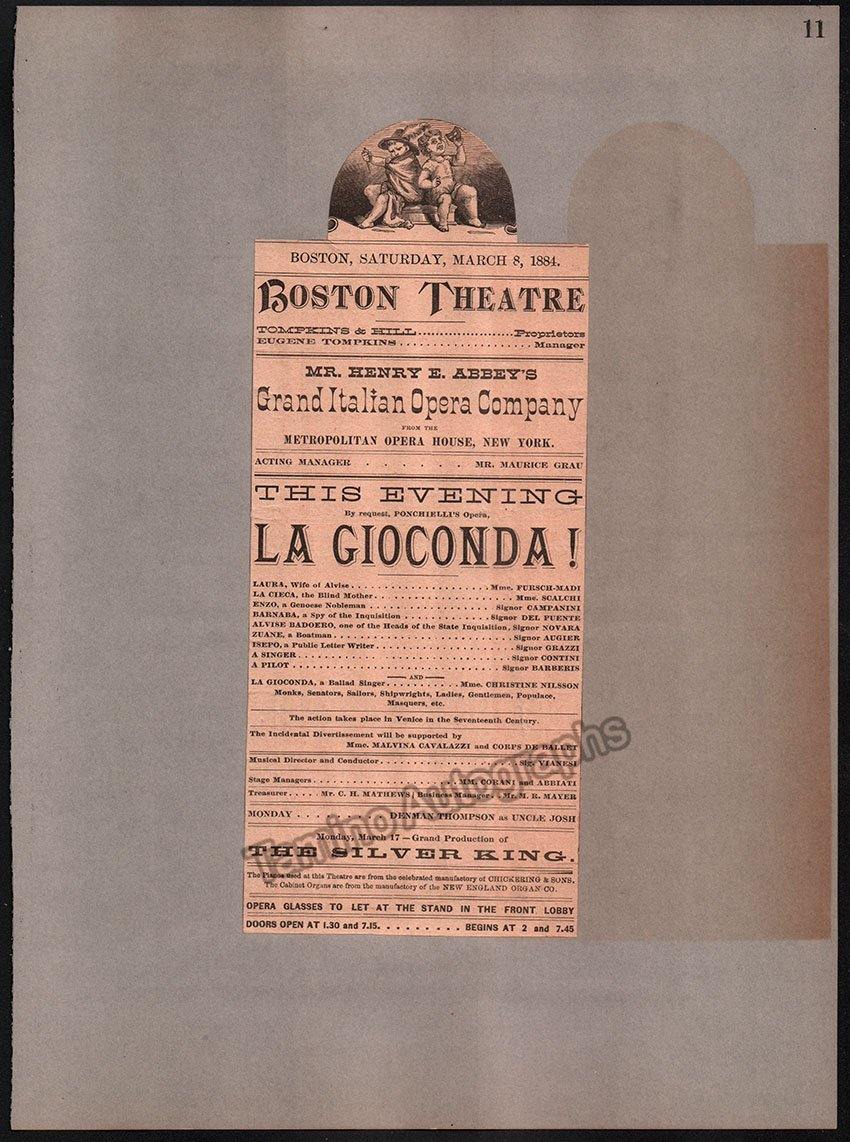 11
BOSTON, SATURDAY, MARCH 8, 1884.
BOSTON THEATRE
TOMPKINS & HILL....................Proprietors
EUGENE TOMPKINS....................Manager
MR. HENRY E. ABBEY'S
Grand Italian Opera Company
FROM THE
METROPOLITAN OPERA HOUSE, NEW YORK.
ACTING MANAGER . . . . . . MR. MAURICE GRAU
THIS EVENING
By request, PONCHIELLI'S Opera,
LA GIOCONDA!
LAURA, Wife of Alvise....................Mme. FURSCH-MADI
LA CIECA, the Blind Mother....................Mme. SCALCHI
ENZO, a Genoese Nobleman....................Signor CAMPANINI
BARNABA, a Spy of the Inquisition....................Signor DEL PUENTE
ALVISE BADOERO, one of the Heads of the State Inquisition, Signor NOVARA
ZUANE, a Boatman....................Signor AUGIER
ISEPO, a Public Letter Writer....................Signor GRAZZI
A SINGER....................Signor CONTINI
A PILOT....................Signor BARBERIS
AND
LA GIOCONDA, a Ballad Singer..........Mme. CHRISTINE NILSSON
Monks, Senators, Sailors, Shipwrights, Ladies, Gentlemen, Populace,
Masquers, etc.
The action takes place in Venice in the Seventeenth Century.
The Incidental Divertissement will be supported by
Mme. MALVINA CAVALAZZI and CORPS DE BALLET
Musical Director and Conductor....................Sig. VIANESI
Stage Managers....................MM. CORANI and ABBIATI
Treasurer.... Mr. C. H. MATHEWS | Business Manager.. Mr. M. R. MAYER
MONDAY . . . . . . . . DENMAN THOMPSON as UNCLE JOSH
Monday, March 17 — Grand Production of
THE SILVER KING.
The Pianos used at this Theatre are from the celebrated manufactory of CHICKERING & SONS.
The Cabinet Organs are from the manufactory of the NEW ENGLAND ORGAN CO.
OPERA GLASSES TO LET AT THE STAND IN THE FRONT LOBBY
DOORS OPEN AT 1.30 and 7.15. . . . . . . . . BEGINS AT 2 and 7.45
Tamino Autographs